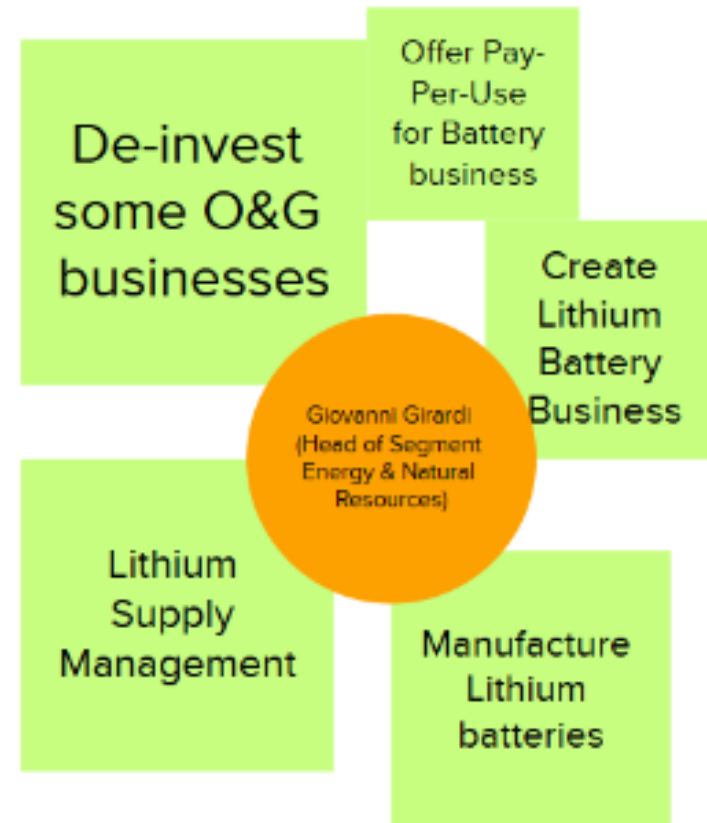 De-invest
some O&G
businesses
Offer Pay-
Per-Use
for Battery
business
Create
Lithium
Battery
Business
Giovanni Girardi
(Head of Segment
Energy & Natural
Resources)
Lithium
Supply
Management
Manufacture
Lithium
batteries